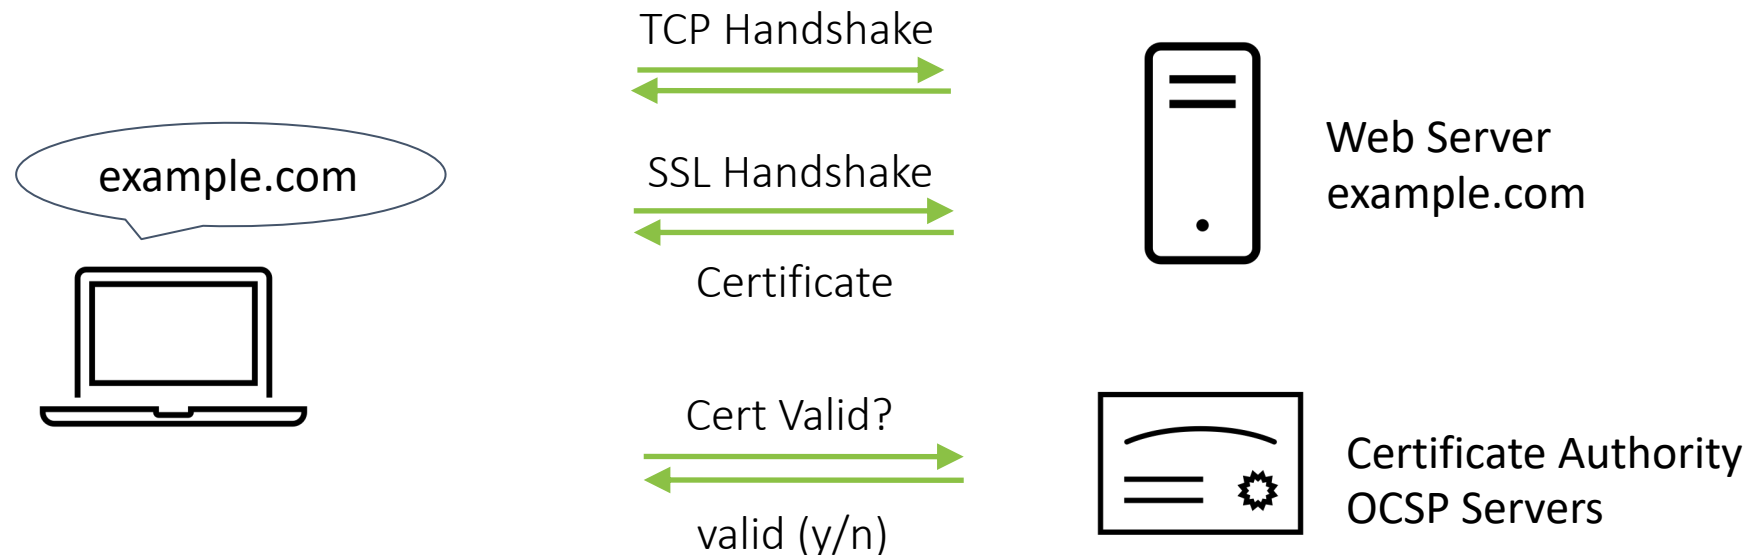 example.com
TCP Handshake
SSL Handshake
Certificate
Web Server
example.com
Cert Valid?
valid (y/n)
Certificate Authority
OCSP Servers